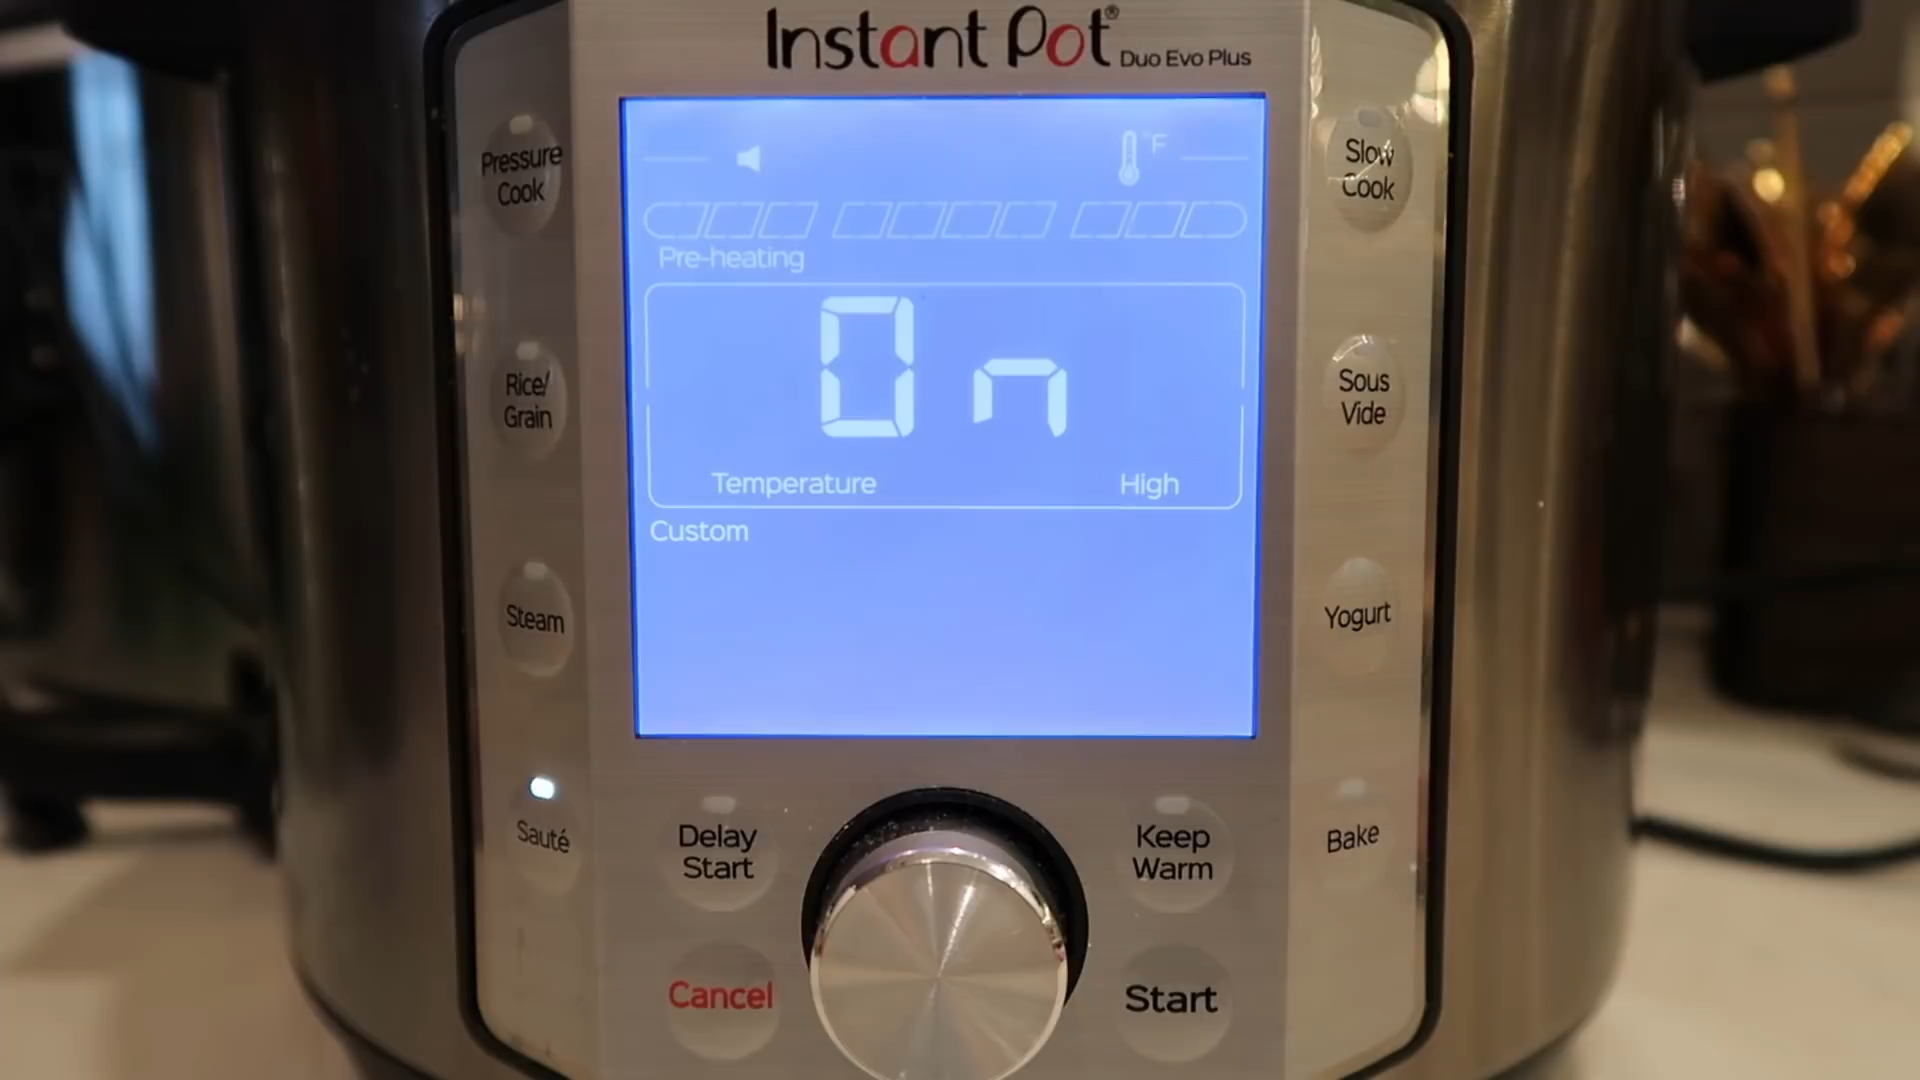 Instant Pot® Duo Evo Plus
°F
Pre-heating
On
Temperature High
Custom
Pressure
Cook
Rice/
Grain
Steam
Sauté
Slow
Cook
Sous
Vide
Yogurt
Bake
Delay
Start
Keep
Warm
Cancel
Start